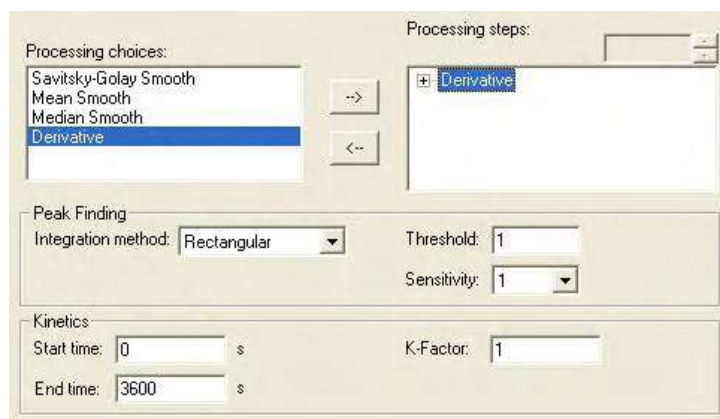 Processing choices:
Savitsky-Golay Smooth
Mean Smooth
Median Smooth
Derivative
-->
<--
Processing steps:
Derivative
Peak Finding
Integration method: Rectangular
Threshold: 1
Sensitivity: 1
Kinetics
Start time: 0 s
K-Factor: 1
End time: 3600 s